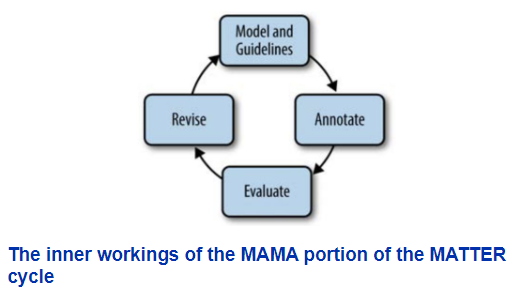 Model and
Guidelines
Revise
Annotate
Evaluate
The inner workings of the MAMA portion of the MATTER
cycle